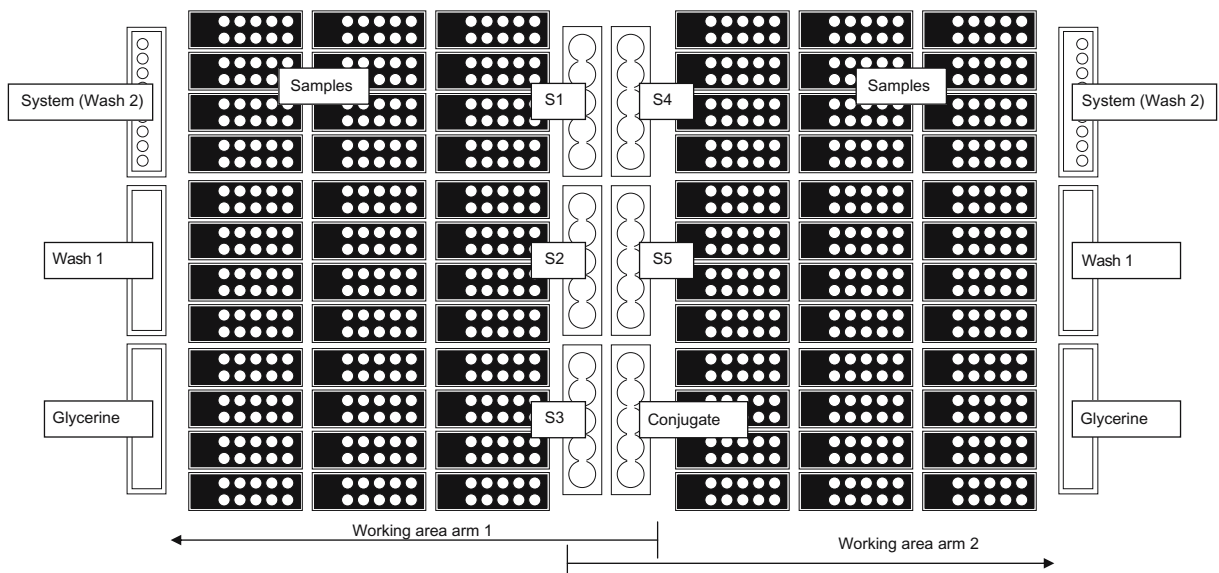 Samples
Samples
S1
S4
System (Wash 2)
System (Wash 2)
Wash 1
S2
S5
Wash 1
Glycerine
S3
Conjugate
Glycerine
Working area arm 1
Working area arm 2